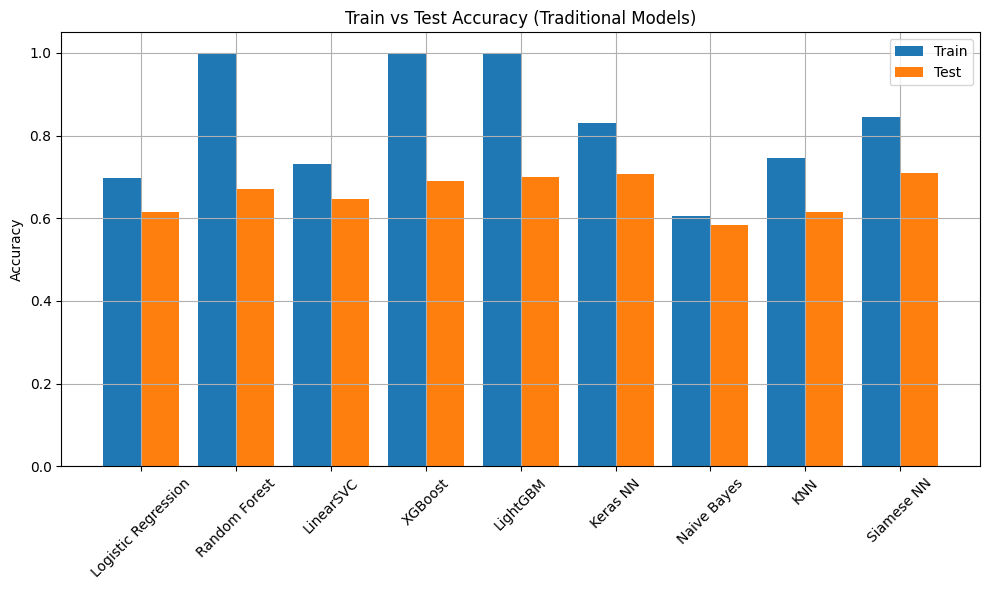 Train vs Test Accuracy (Traditional Models)
Train
Test
Accuracy
1.0
0.8
0.6
0.4
0.2
0.0
Logistic Regression
Random Forest
LinearSVC
XGBoost
LightGBM
Keras NN
Naive Bayes
KNN
Siamese NN